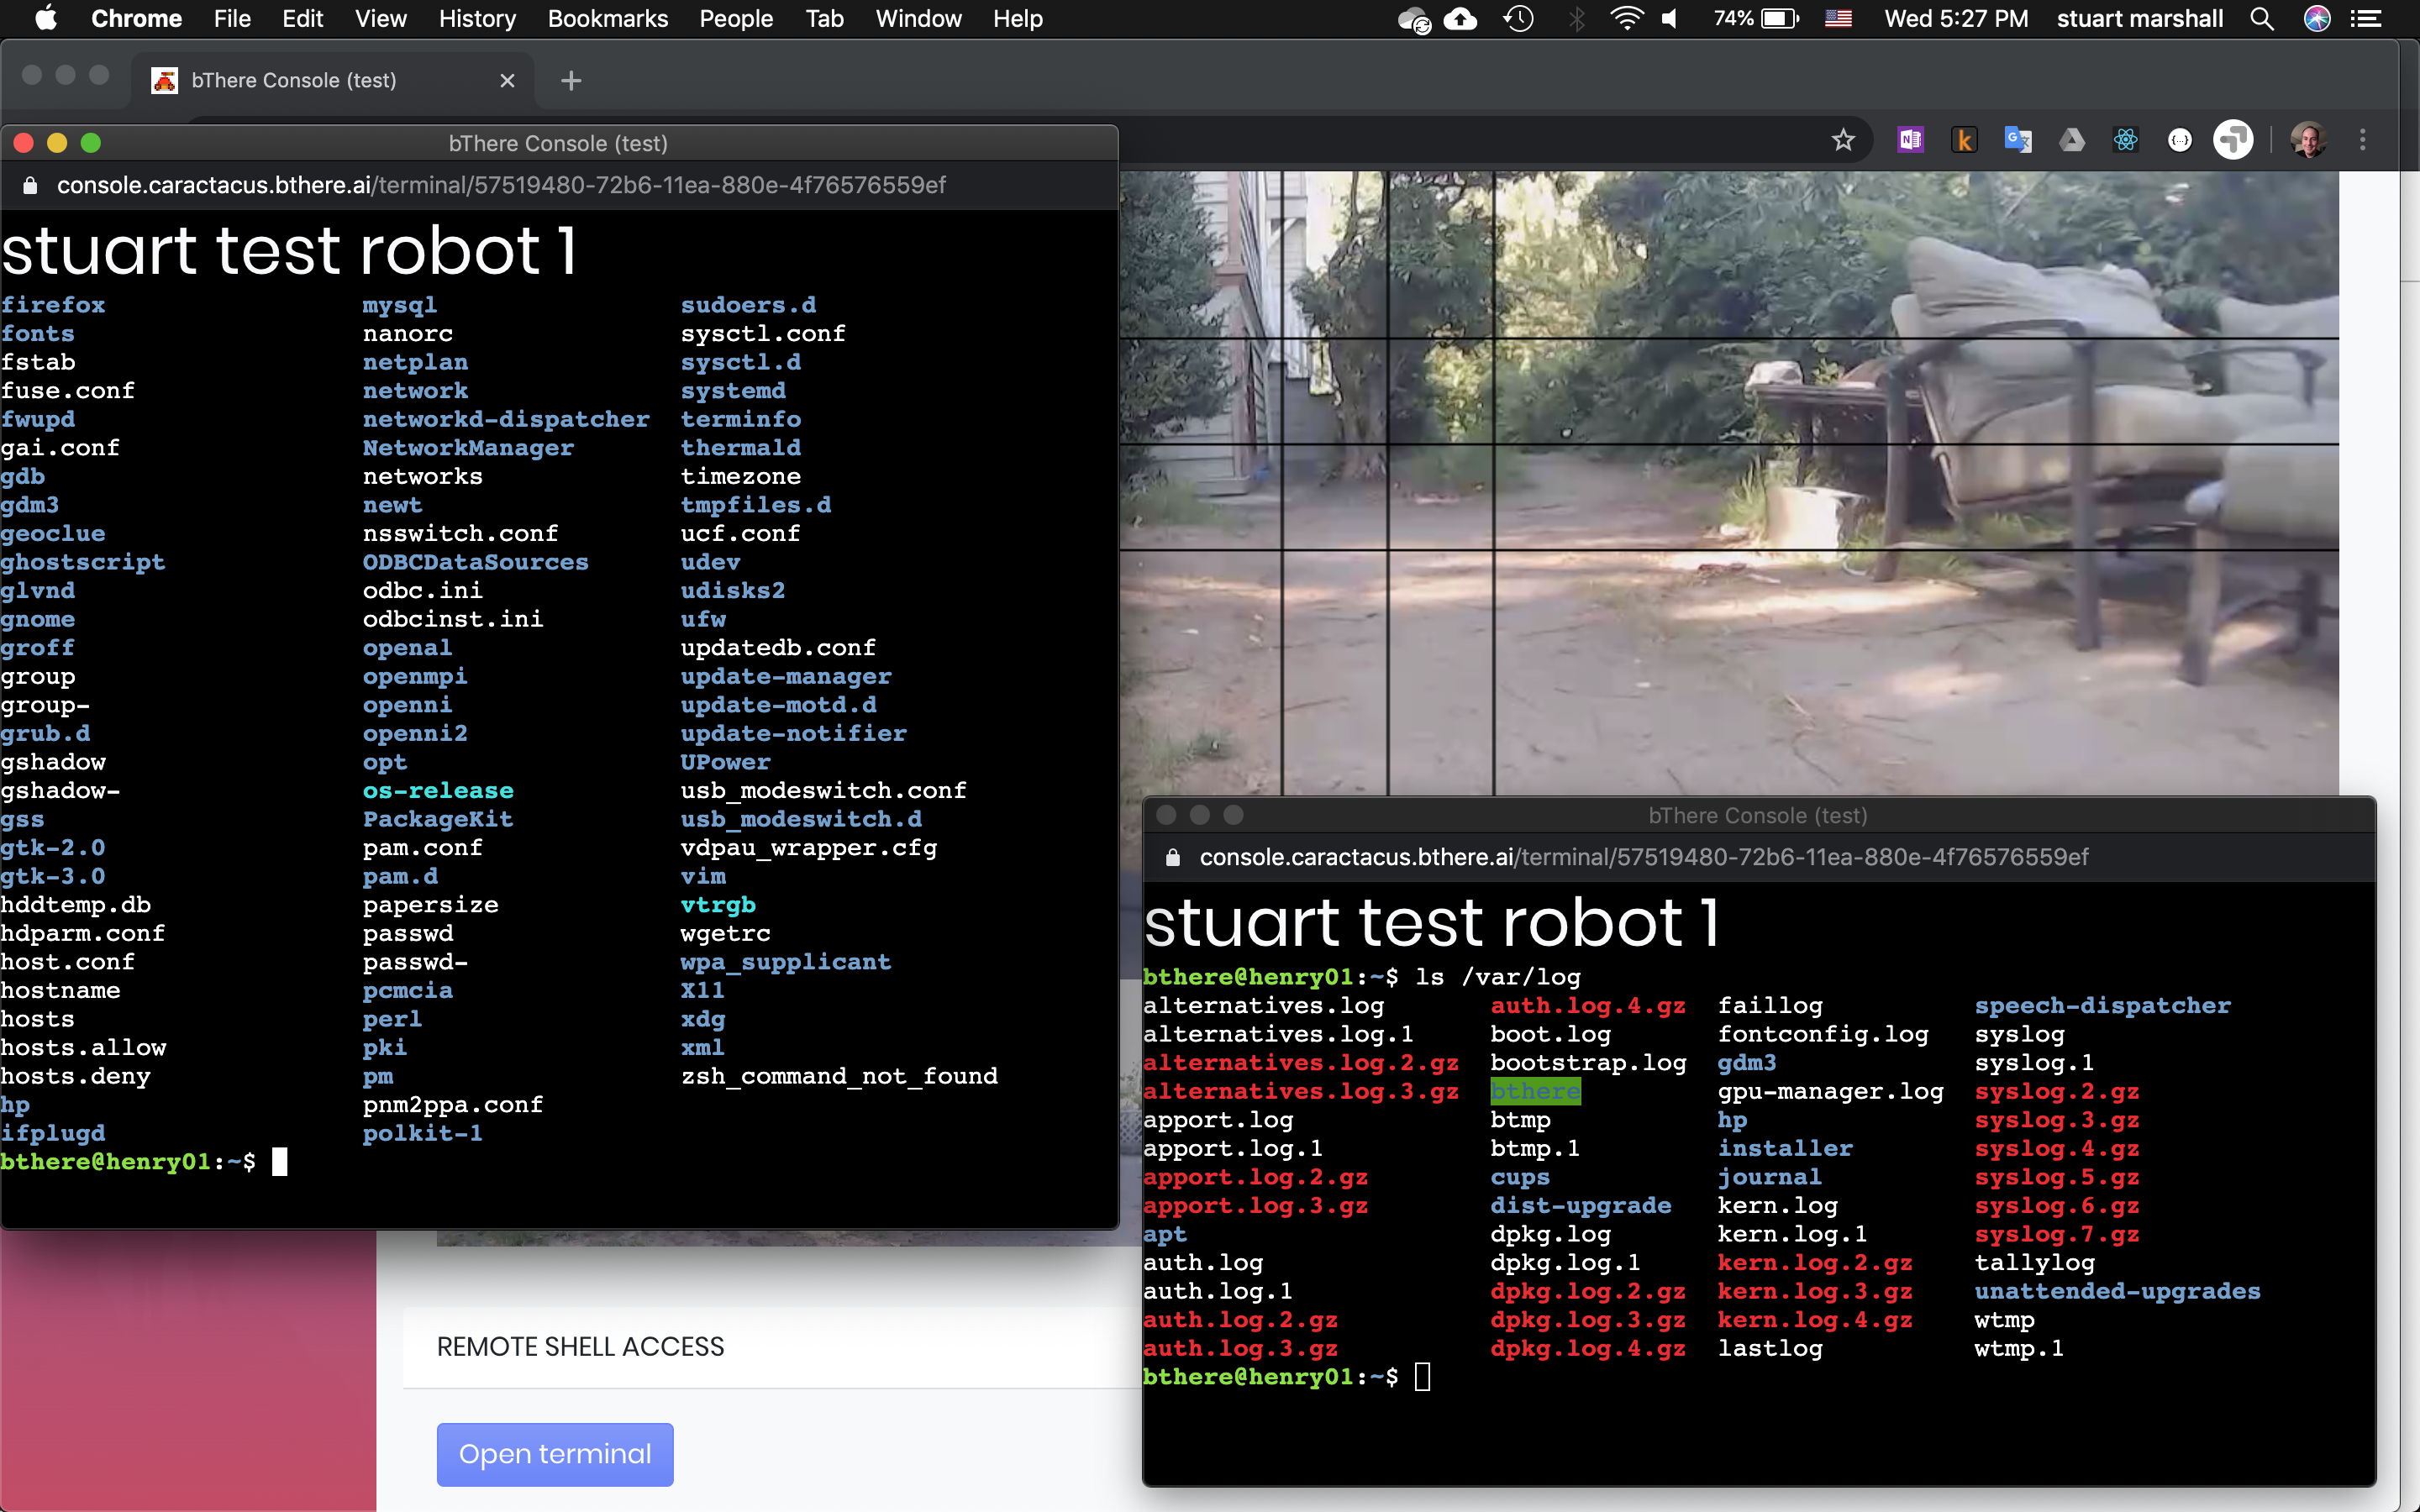 Chrome File Edit View History Bookmarks People Tab Window Help 74% Wed 5:27 PM stuart marshall
bThere Console (test)
bThere Console (test)
console.caractacus.bthere.ai/terminal/57519480-72b6-11ea-880e-4f76576559ef
stuart test robot 1
firefox mysql sudoers.d
fonts nanorc sysctl.conf
fstab netplan sysctl.d
fuse.conf network systemd
fwupd networkd-dispatcher terminfo
gai.conf NetworkManager thermald
gdb networks timezone
gdm3 newt tmpfiles.d
geoclue nsswitch.conf ucf.conf
ghostscript ODBCDataSources udev
glvnd odbc.ini udisks2
gnome odbcinst.ini ufw
groff openal updatedb.conf
group openmpi update-manager
group- openni update-motd.d
grub.d openni2 update-notifier
gshadow opt UPower
gshadow- os-release usb_modeswitch.conf
gss PackageKit usb_modeswitch.d
gtk-2.0 pam.conf vdpau_wrapper.cfg
gtk-3.0 pam.d vim
hddtemp.db papersize vtrgb
hdparm.conf passwd wgetrc
host.conf passwd- wpa_supplicant
hostname pcmcia X11
hosts perl xdg
hosts.allow pki xml
hosts.deny pm zsh_command_not_found
hp pnm2ppa.conf
ifplugd polkit-1
bthere@henry01:~$
bThere Console (test)
console.caractacus.bthere.ai/terminal/57519480-72b6-11ea-880e-4f76576559ef
stuart test robot 1
bthere@henry01:~$ ls /var/log
alternatives.log auth.log.4.gz faillog speech-dispatcher
alternatives.log.1 boot.log fontconfig.log syslog
alternatives.log.2.gz bootstrap.log gdm3 syslog.1
alternatives.log.3.gz bthere gpu-manager.log syslog.2.gz
apport.log btmp hp syslog.3.gz
apport.log.1 btmp.1 installer syslog.4.gz
apport.log.2.gz cups journal syslog.5.gz
apport.log.3.gz dist-upgrade kern.log syslog.6.gz
apt dpkg.log kern.log.1 syslog.7.gz
auth.log dpkg.log.1 kern.log.2.gz tallylog
auth.log.1 dpkg.log.2.gz kern.log.3.gz unattended-upgrades
auth.log.2.gz dpkg.log.3.gz kern.log.4.gz wtmp
auth.log.3.gz dpkg.log.4.gz lastlog wtmp.1
bthere@henry01:~$
REMOTE SHELL ACCESS
Open terminal